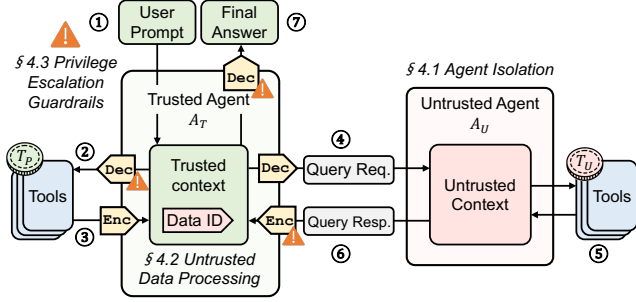 ① User Prompt
Final Answer ⑦
§ 4.3 Privilege
Escalation
Guardrails
Dec
§ 4.1 Agent Isolation
Trusted Agent
A_T
Untrusted Agent
A_U
④
T_P
②
Dec
Trusted
context
Dec
Query Req.
T_U
Tools
Untrusted
Context
Tools
Enc
Data ID
Enc
Query Resp.
③
⑥
⑤
§ 4.2 Untrusted
Data Processing